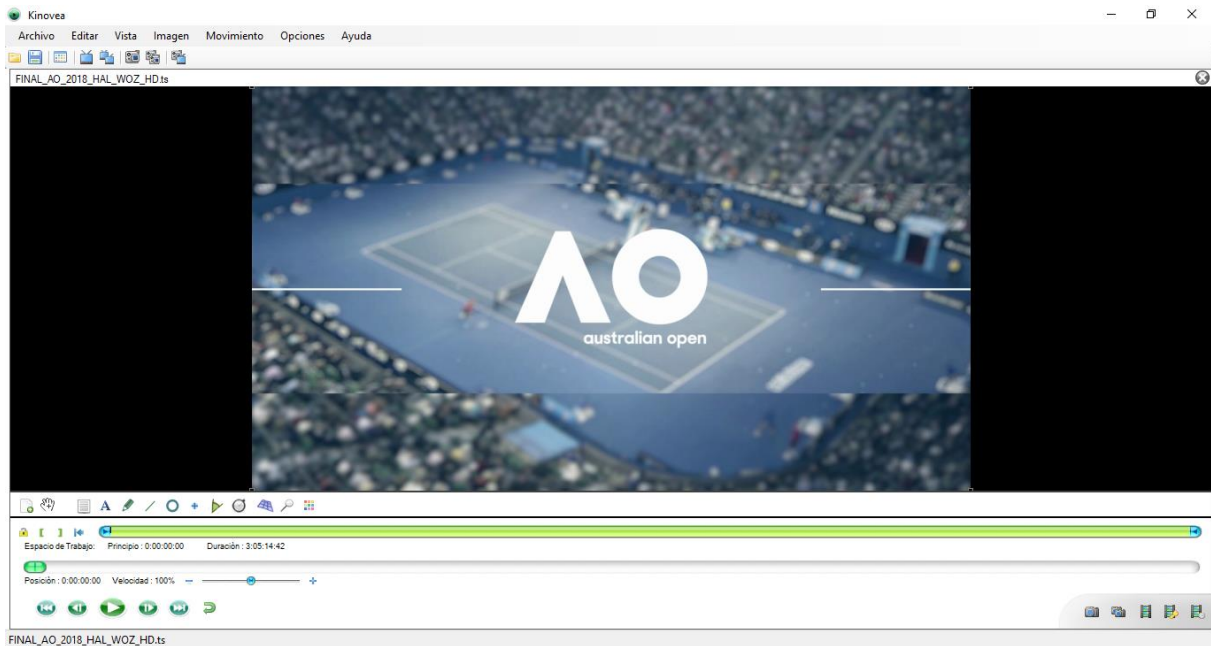 Kinovea
Archivo Editar Vista Imagen Movimiento Opciones Ayuda
FINAL_AO_2018_HAL_WOZ_HD.ts
AO
australian open
Espacio de Trabajo: Principio : 0:00:00:00 Duración : 3:05:14:42
Posición : 0:00:00:00 Velocidad : 100%
FINAL_AO_2018_HAL_WOZ_HD.ts